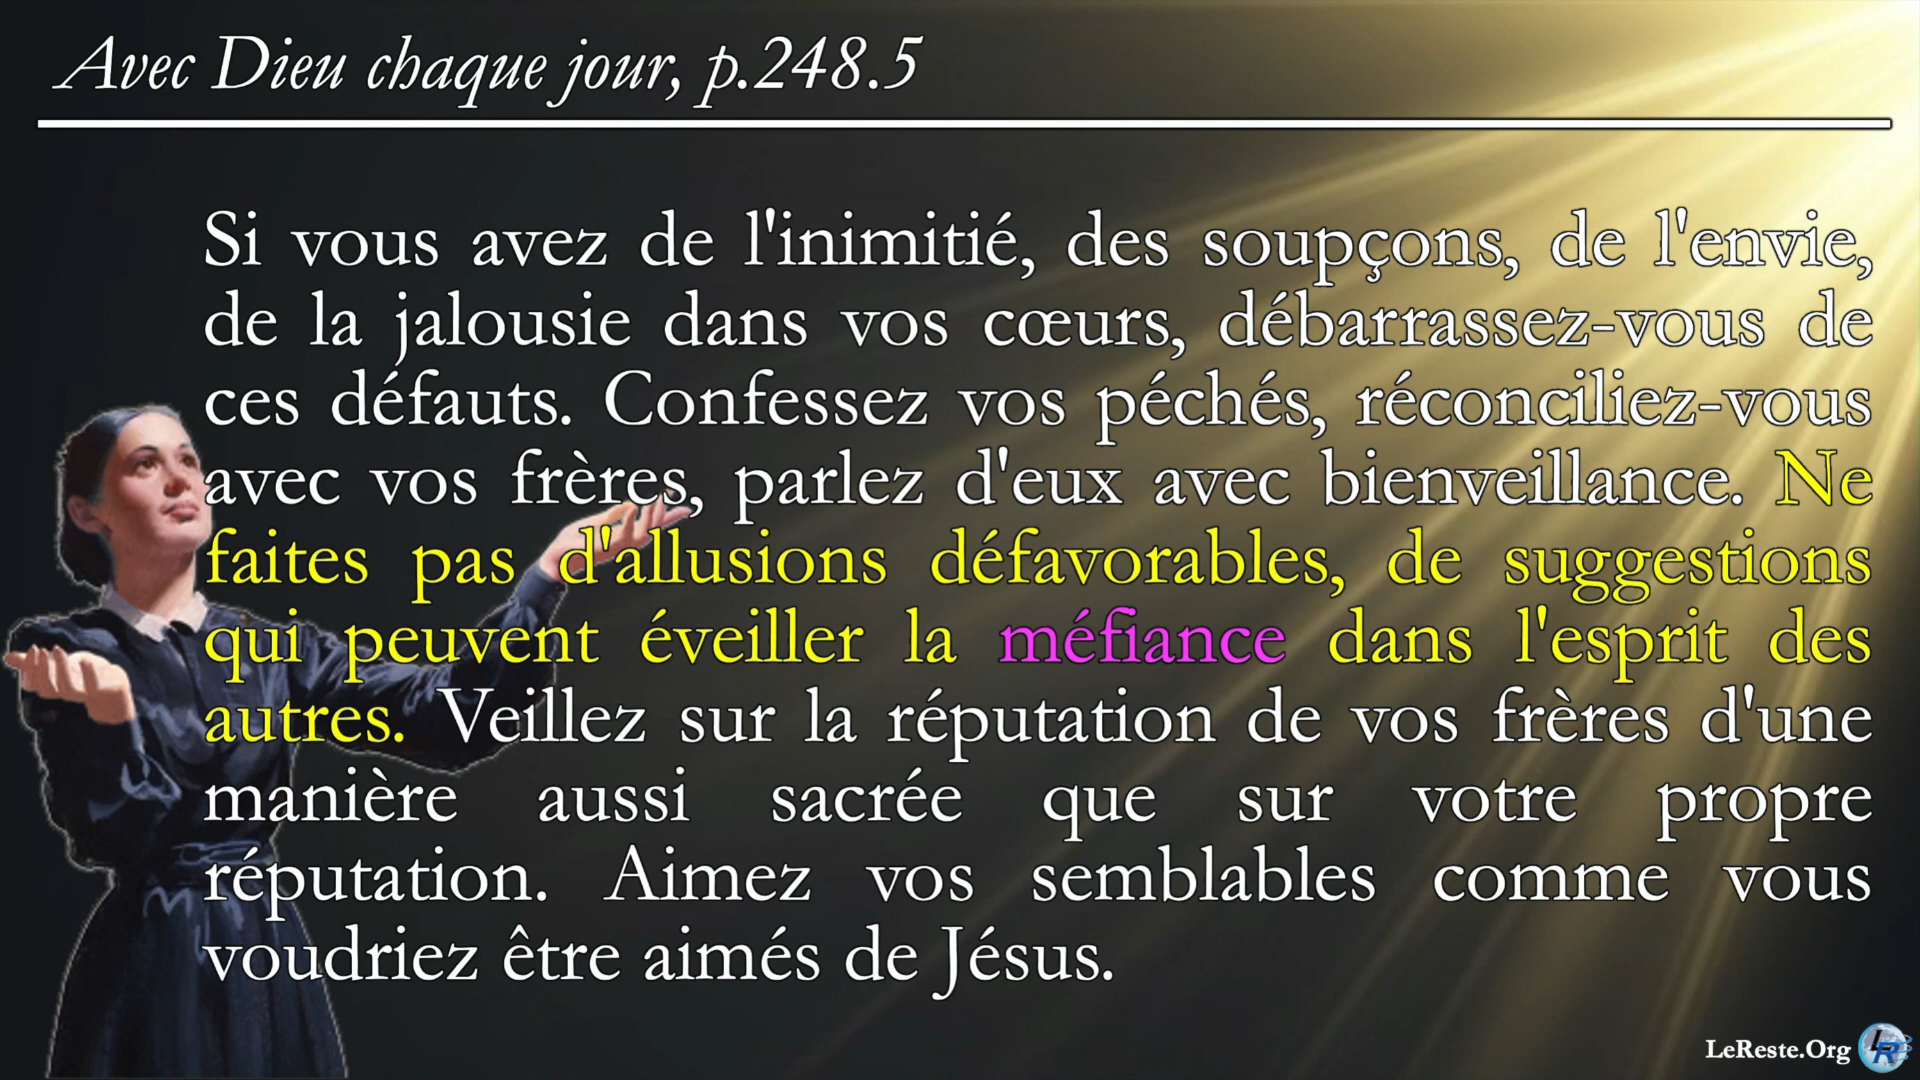 Avec Dieu chaque jour, p.248.5
Si vous avez de l'inimitié, des soupçons, de l'envie,
de la jalousie dans vos cœurs, débarrassez-vous de
ces défauts. Confessez vos péchés, réconciliez-vous
avec vos frères, parlez d'eux avec bienveillance. Ne
faites pas d'allusions défavorables, de suggestions
qui peuvent éveiller la méfiance dans l'esprit des
autres. Veillez sur la réputation de vos frères d'une
manière aussi sacrée que sur votre propre
réputation. Aimez vos semblables comme vous
voudriez être aimés de Jésus.
LeReste.Org LR